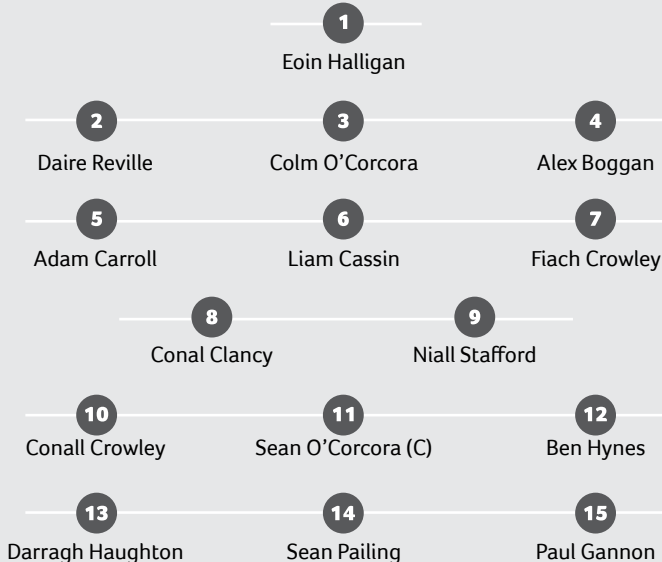 1
Eoin Halligan
2 3 4
Daire Reville Colm O’Corcora Alex Boggan
5 6 7
Adam Carroll Liam Cassin Fiach Crowley
8 9
Conal Clancy Niall Stafford
10 11 12
Conall Crowley Sean O’Corcora (C) Ben Hynes
13 14 15
Darragh Haughton Sean Pailing Paul Gannon